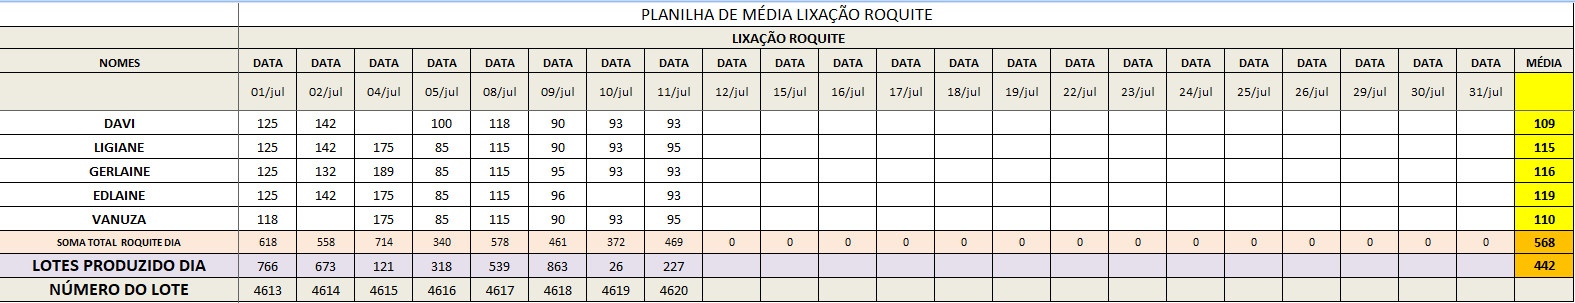 PLANILHA DE MÉDIA LIXAÇÃO ROQUITE
LIXAÇÃO ROQUITE
NOMES DATA DATA DATA DATA DATA DATA DATA DATA DATA DATA DATA DATA DATA DATA DATA DATA DATA DATA DATA DATA DATA DATA MÉDIA
01/jul 02/jul 04/jul 05/jul 08/jul 09/jul 10/jul 11/jul 12/jul 15/jul 16/jul 17/jul 18/jul 19/jul 22/jul 23/jul 24/jul 25/jul 26/jul 29/jul 30/jul 31/jul
DAVI 125 142 100 118 90 93 93 109
LIGIANE 125 142 175 85 115 90 93 95 115
GERLAINE 125 132 189 85 115 95 93 93 116
EDLAINE 125 142 175 85 115 96 93 119
VANUZA 118 175 85 115 90 93 95 110
SOMA TOTAL ROQUITE DIA 618 558 714 340 578 461 372 469 0 0 0 0 0 0 0 0 0 0 0 0 0 0 568
LOTES PRODUZIDO DIA 766 673 121 318 539 863 26 227 442
NÚMERO DO LOTE 4613 4614 4615 4616 4617 4618 4619 4620